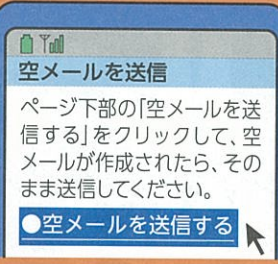 空メールを送信
ページ下部の「空メールを送
信する」をクリックして、空
メールが作成されたら、その
まま送信してください。
●空メールを送信する